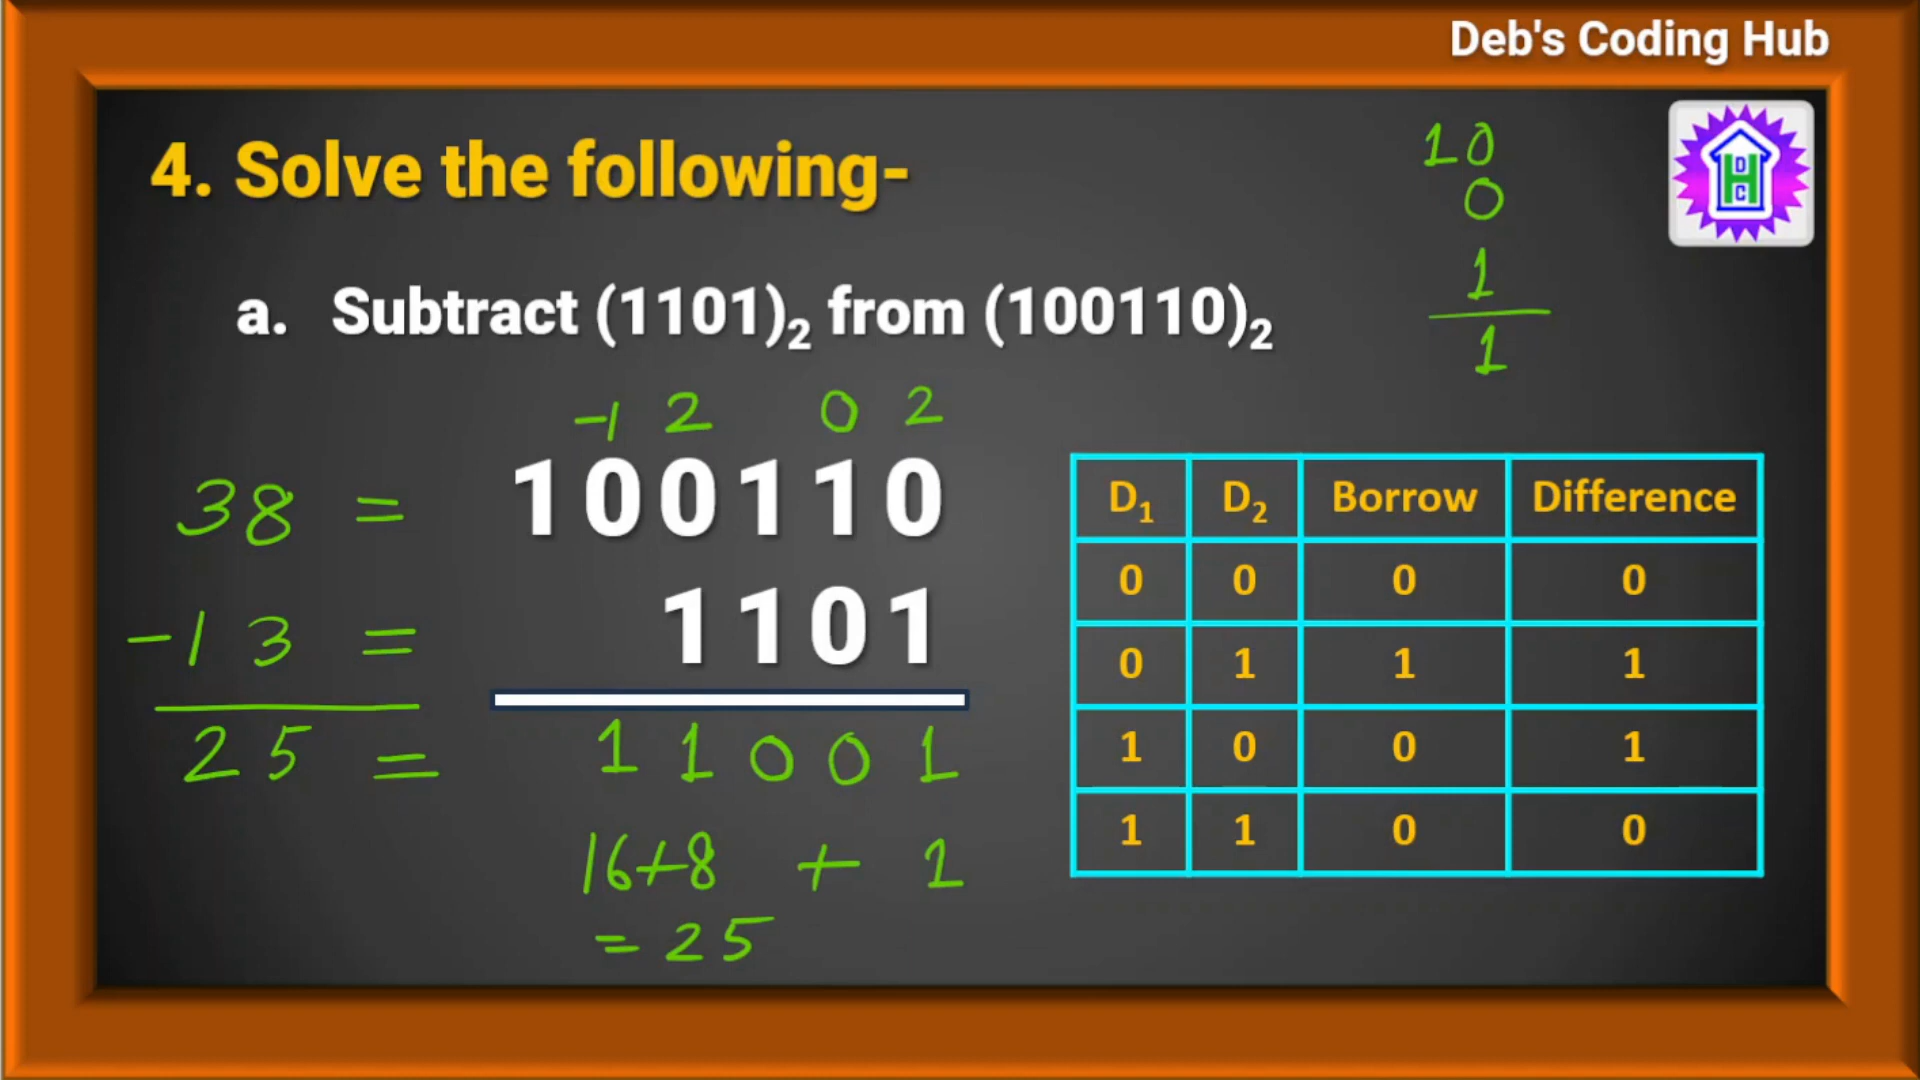 Deb's Coding Hub
D
H
C
4. Solve the following-
10
0
1
1
a. Subtract (1101)₂ from (100110)₂
-1 2 0 2
38 = 100110
-13 = 1101
25 = 11001
16+8 + 1
= 25
D₁ D₂ Borrow Difference
0 0 0 0
0 1 1 1
1 0 0 1
1 1 0 0